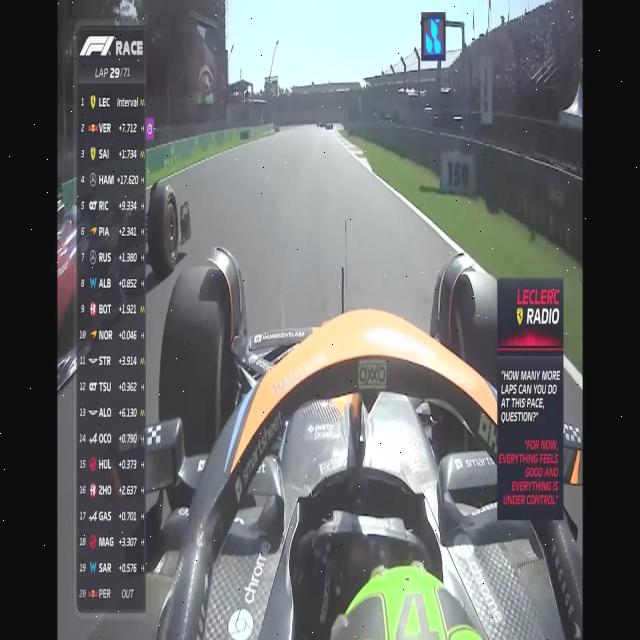 F1 RACE
LAP 29/71
1 LEC Interval M
2 VER +7.712 H
3 SAI +1.734 M
4 HAM +17.620 H
5 RIC +9.334 H
6 PIA +2.341 H
7 RUS +1.380 H
8 ALB +0.852 H
9 BOT +1.921 M
10 NOR +0.046 H
11 STR +3.914 M
12 TSU +0.362 H
13 ALO +6.130 M
14 OCO +0.790 H
15 HUL +0.373 H
16 ZHO +2.637 H
17 GAS +0.701 H
18 MAG +3.307 H
19 SAR +0.576 H
20 PER OUT
150
LECLERC
RADIO
"HOW MANY MORE
LAPS CAN YOU DO
AT THIS PACE,
QUESTION?"
"FOR NOW,
EVERYTHING FEELS
GOOD AND
EVERYTHING IS
UNDER CONTROL"
OXXO
smart
chrome
4